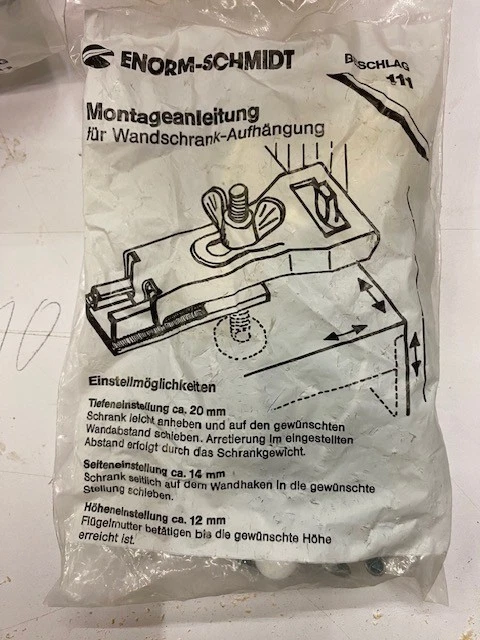 ENORM-SCHMIDT
BESCHLAG
111
Montageanleitung
für Wandschrank-Aufhängung
Einstellmöglichkeiten
Tiefeneinstellung ca. 20 mm
Schrank leicht anheben und auf den gewünschten
Wandabstand schieben. Arretierung im eingestellten
Abstand erfolgt durch das Schrankgewicht.
Seiteneinstellung ca. 14 mm
Schrank seitlich auf dem Wandhaken in die gewünschte
Stellung schieben.
Höheneinstellung ca. 12 mm
Flügelmutter betätigen bis die gewünschte Höhe
erreicht ist.